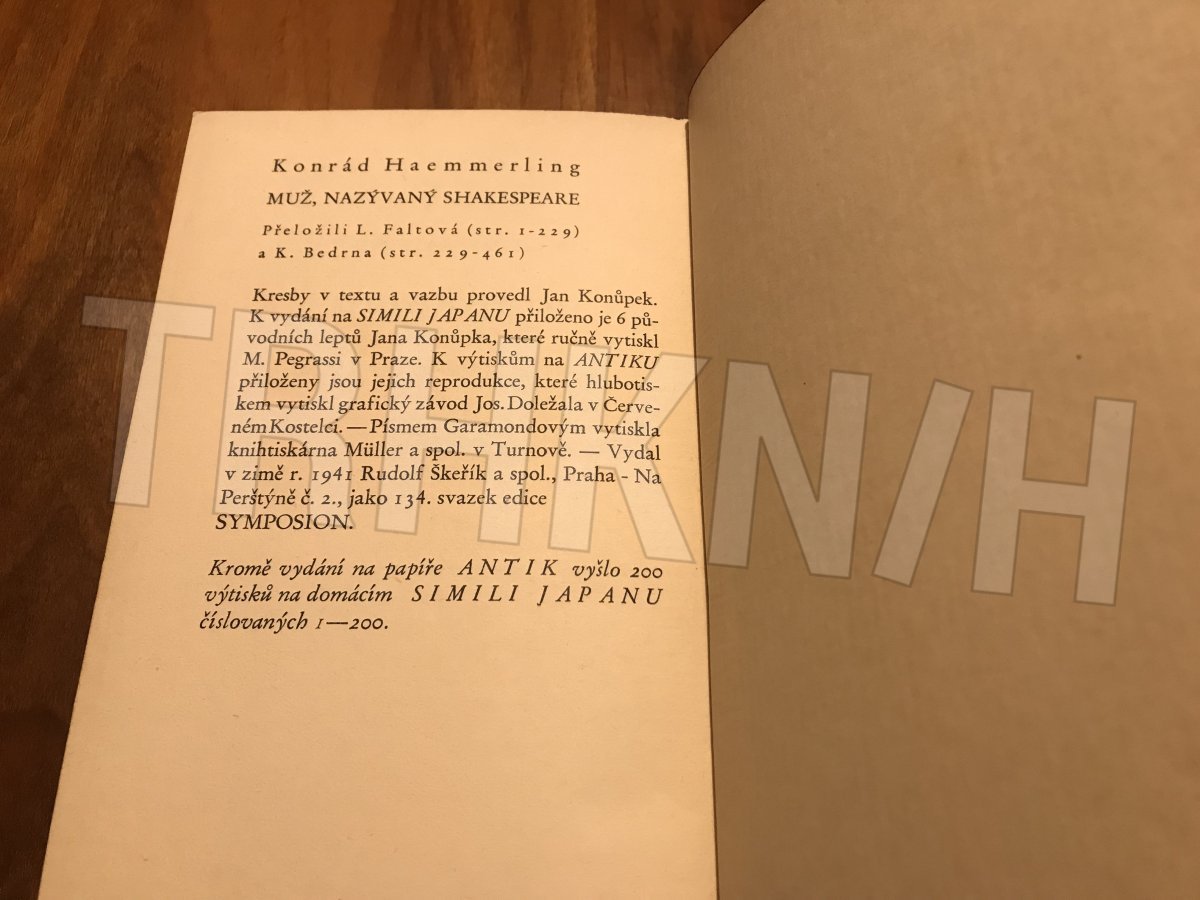 Konrád Haemmerling
MUŽ, NAZÝVANÝ SHAKESPEARE
Přeložili L. Faltová (str. 1-229)
a K. Bedrna (str. 229-461)
Kresby v textu a vazbu provedl Jan Konůpek.
K vydání na SIMILI JAPANU přiloženo je 6 pů-
vodních leptů Jana Konůpka, které ručně vytiskl
M. Pegrassi v Praze. K výtiskům na ANTIKU
přiloženy jsou jejich reprodukce, které hlubotis-
kem vytiskl grafický závod Jos. Doležala v Červe-
ném Kostelci. — Písmem Garamondovým vytiskla
knihtiskárna Müller a spol. v Turnově. — Vydal
v zimě r. 1941 Rudolf Škeřík a spol., Praha - Na
Perštýně č. 2., jako 134. svazek edice
SYMPOSION.
Kromě vydání na papíře ANTIK vyšlo 200
výtisků na domácím SIMILI JAPANU
číslovaných 1—200.
TRHKN/H